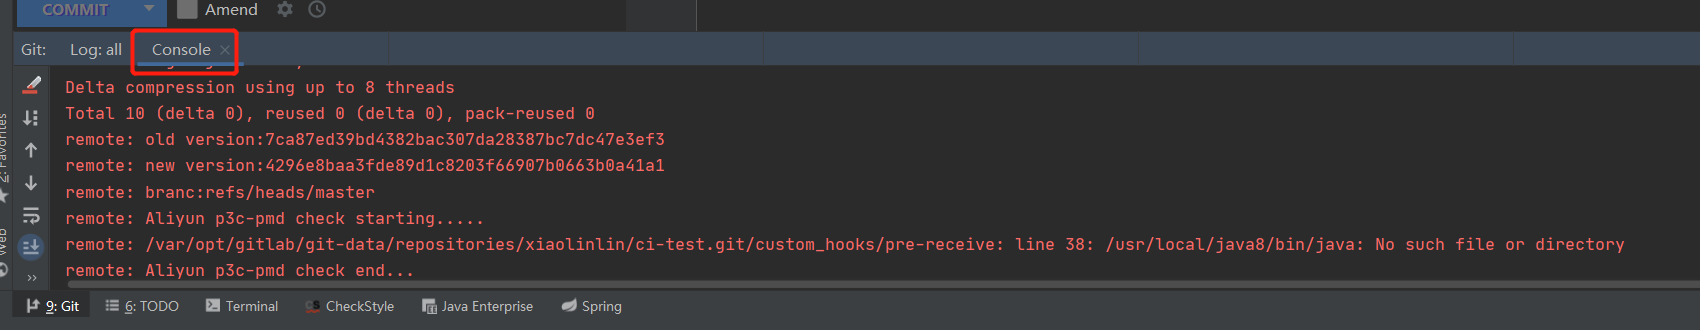 COMMIT Amend
Git: Log: all Console
Delta compression using up to 8 threads
Total 10 (delta 0), reused 0 (delta 0), pack-reused 0
remote: old version:7ca87ed39bd4382bac307da28387bc7dc47e3ef3
remote: new version:4296e8baa3fde89d1c8203f66907b0663b0a41a1
remote: branc:refs/heads/master
remote: Aliyun p3c-pmd check starting.....
remote: /var/opt/gitlab/git-data/repositories/xiaolinlin/ci-test.git/custom_hooks/pre-receive: line 38: /usr/local/java8/bin/java: No such file or directory
remote: Aliyun p3c-pmd check end...
2: Favorites
Web
9: Git 6: TODO Terminal CS CheckStyle Java Enterprise Spring